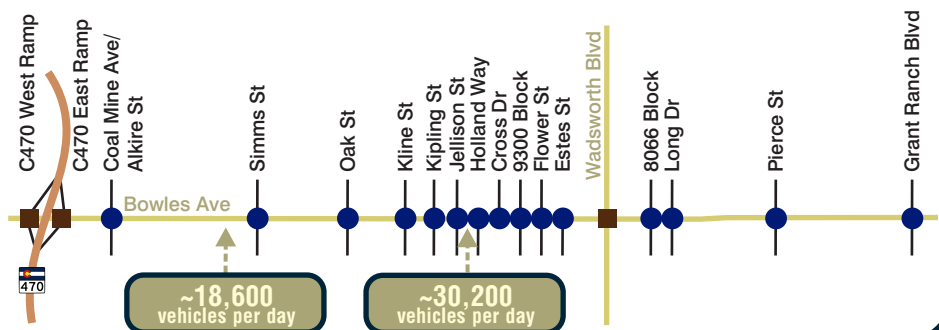 C470 West Ramp
C470 East Ramp
Coal Mine Ave/
Alkire St
Simms St
Oak St
Kline St
Kipling St
Jellison St
Holland Way
Cross Dr
9300 Block
Flower St
Estes St
Wadsworth Blvd
8066 Block
Long Dr
Pierce St
Grant Ranch Blvd
Bowles Ave
470
~18,600
vehicles per day
~30,200
vehicles per day